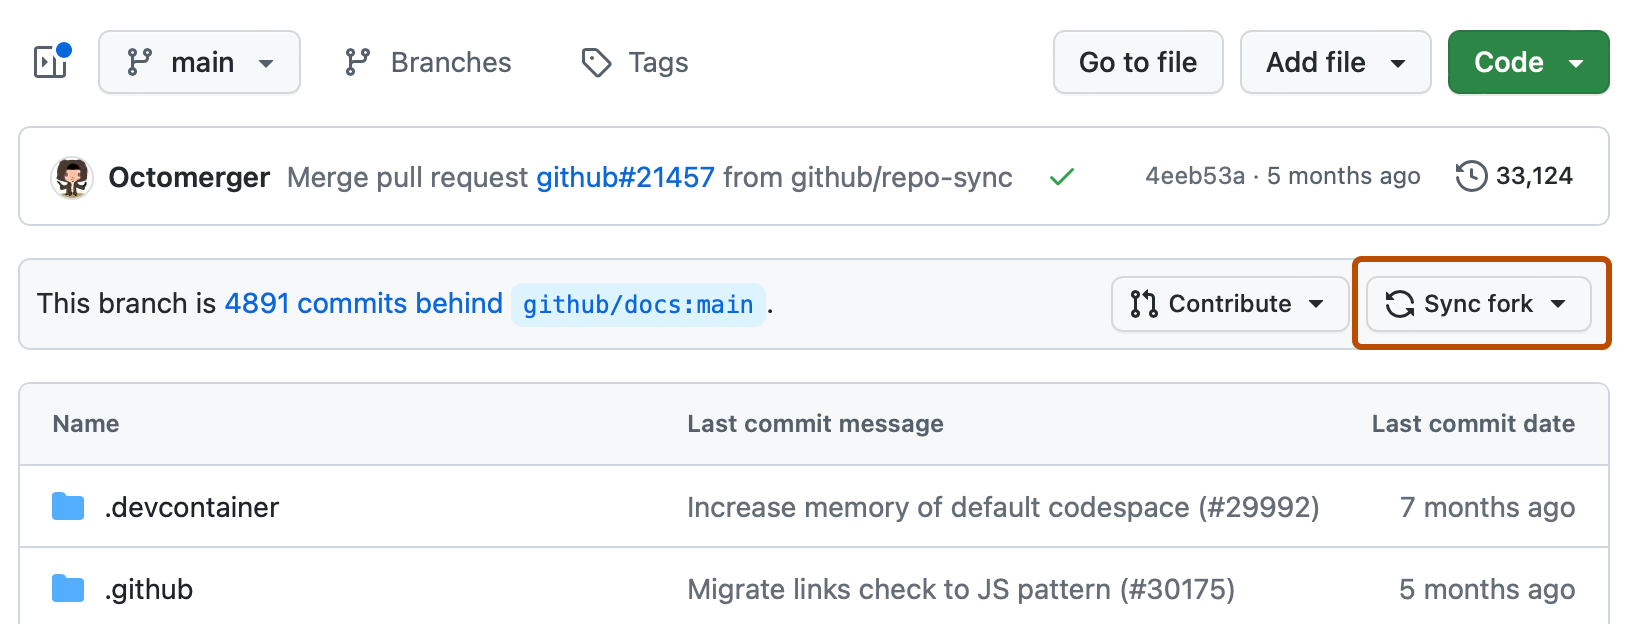 main Branches Tags Go to file Add file Code
Octomerger Merge pull request github#21457 from github/repo-sync 4eeb53a · 5 months ago 33,124
This branch is 4891 commits behind github/docs:main. Contribute Sync fork
Name Last commit message Last commit date
.devcontainer Increase memory of default codespace (#29992) 7 months ago
.github Migrate links check to JS pattern (#30175) 5 months ago